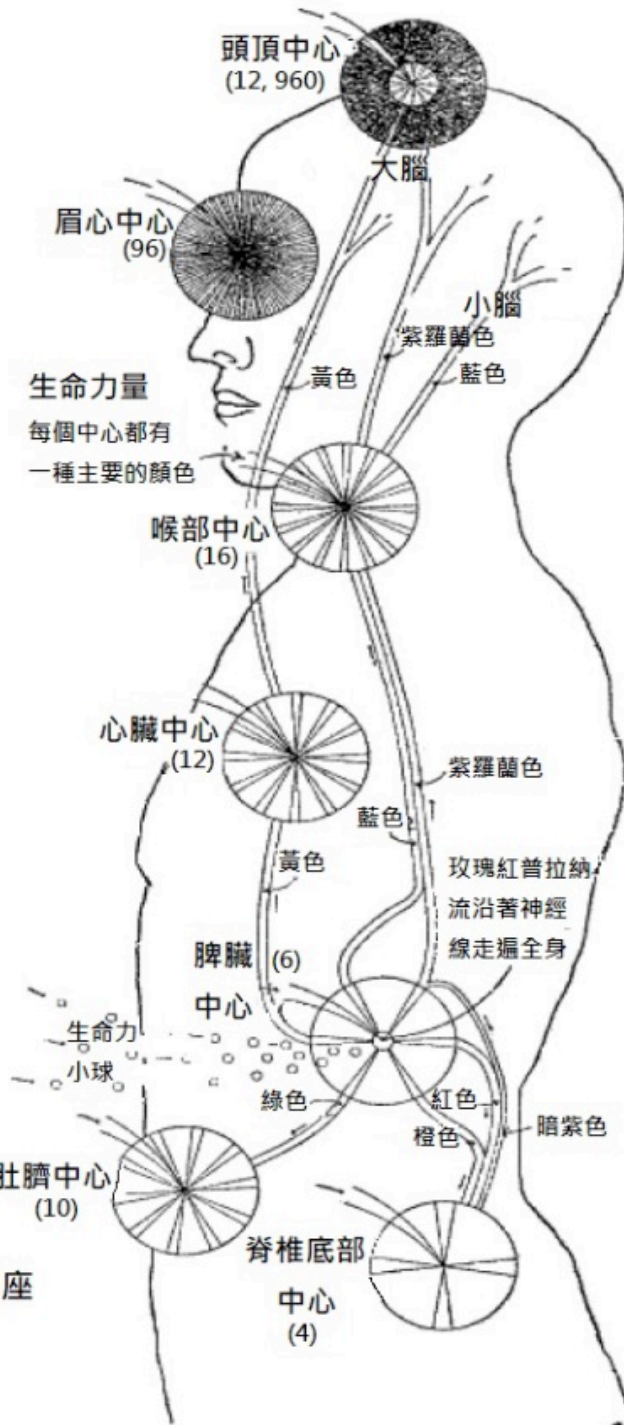 頭頂中心
(12, 960)
大腦
眉心中心
(96)
小腦
紫羅蘭色
藍色
黃色
生命力量
每個中心都有
一種主要的顏色
喉部中心
(16)
心臟中心
(12)
紫羅蘭色
藍色
黃色
玫瑰紅普拉納
流沿著神經
線走遍全身
脾臟 (6)
中心
生命力
小球
綠色
紅色
橙色
暗紫色
肚臍中心
(10)
脊椎底部
中心
(4)
座